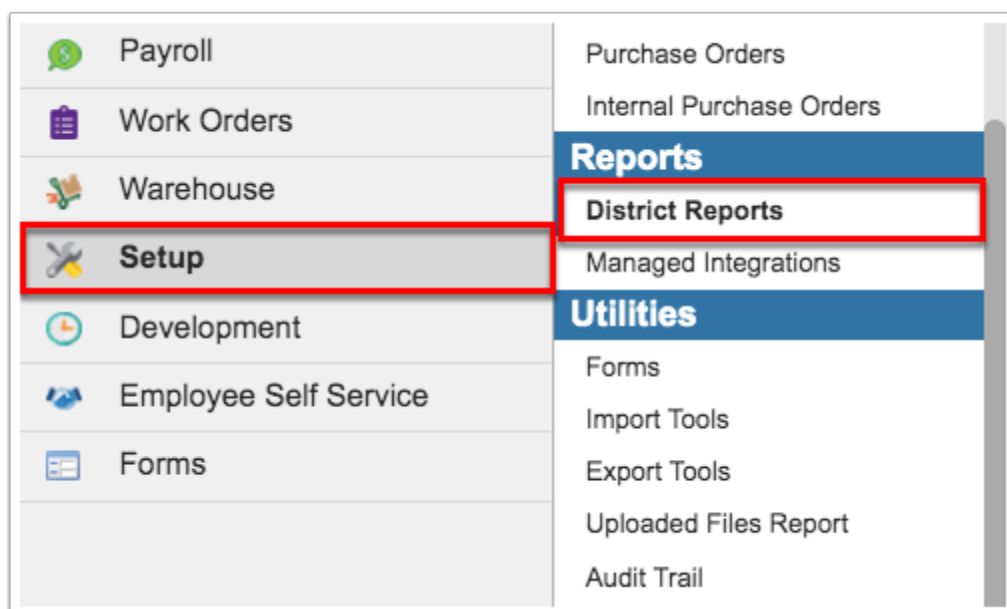 Payroll
Work Orders
Warehouse
Setup
Development
Employee Self Service
Forms
Purchase Orders
Internal Purchase Orders
Reports
District Reports
Managed Integrations
Utilities
Forms
Import Tools
Export Tools
Uploaded Files Report
Audit Trail